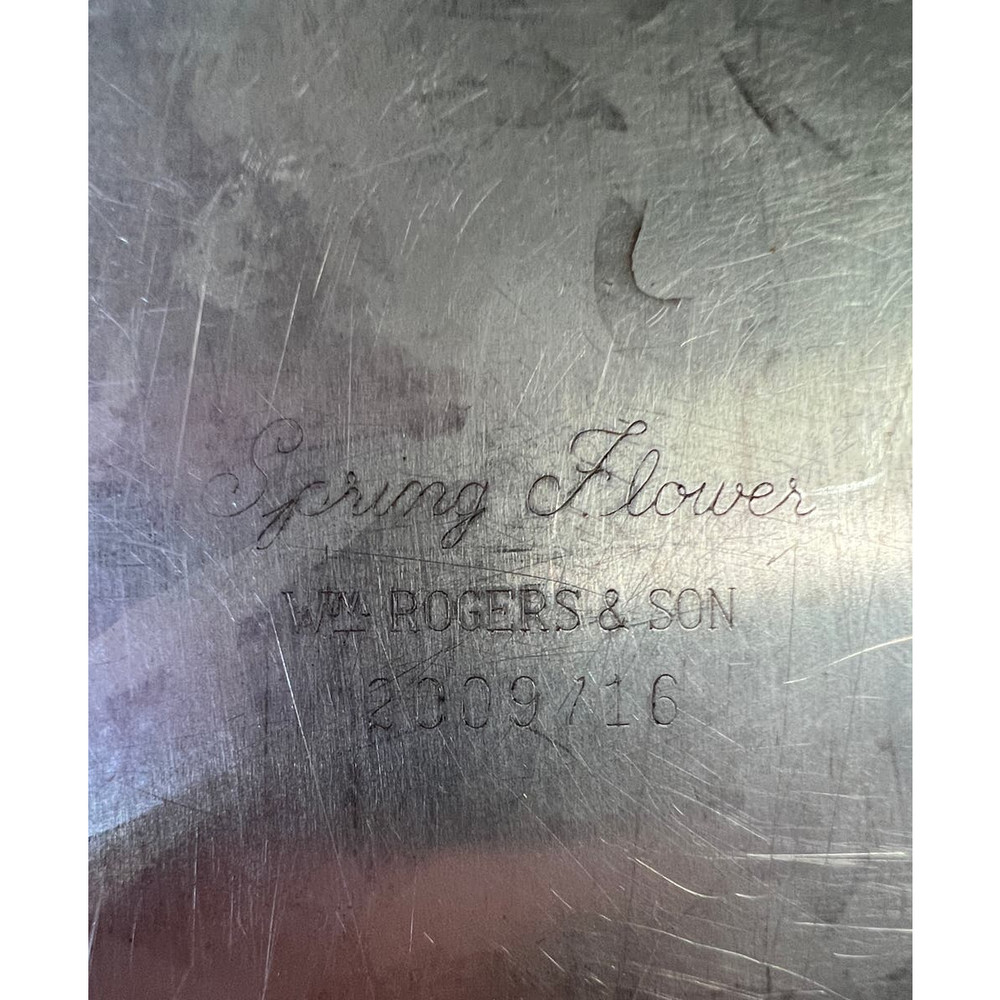 Spring Flower
WM ROGERS & SON
2009/16